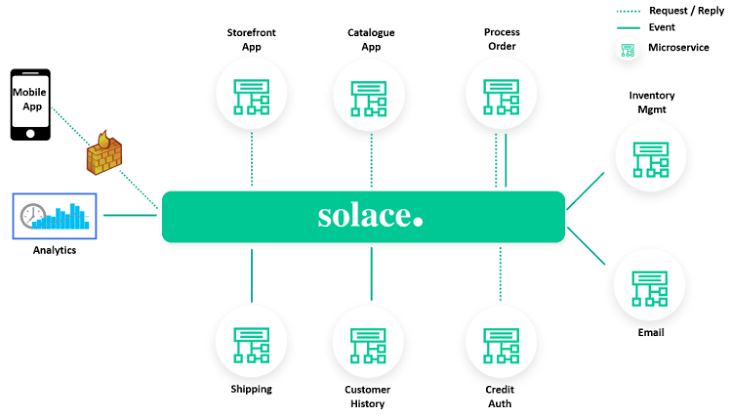 Request / Reply
Event
Microservice
Storefront
App
Catalogue
App
Process
Order
Mobile
App
Inventory
Mgmt
solace.
Analytics
Email
Shipping
Customer
History
Credit
Auth